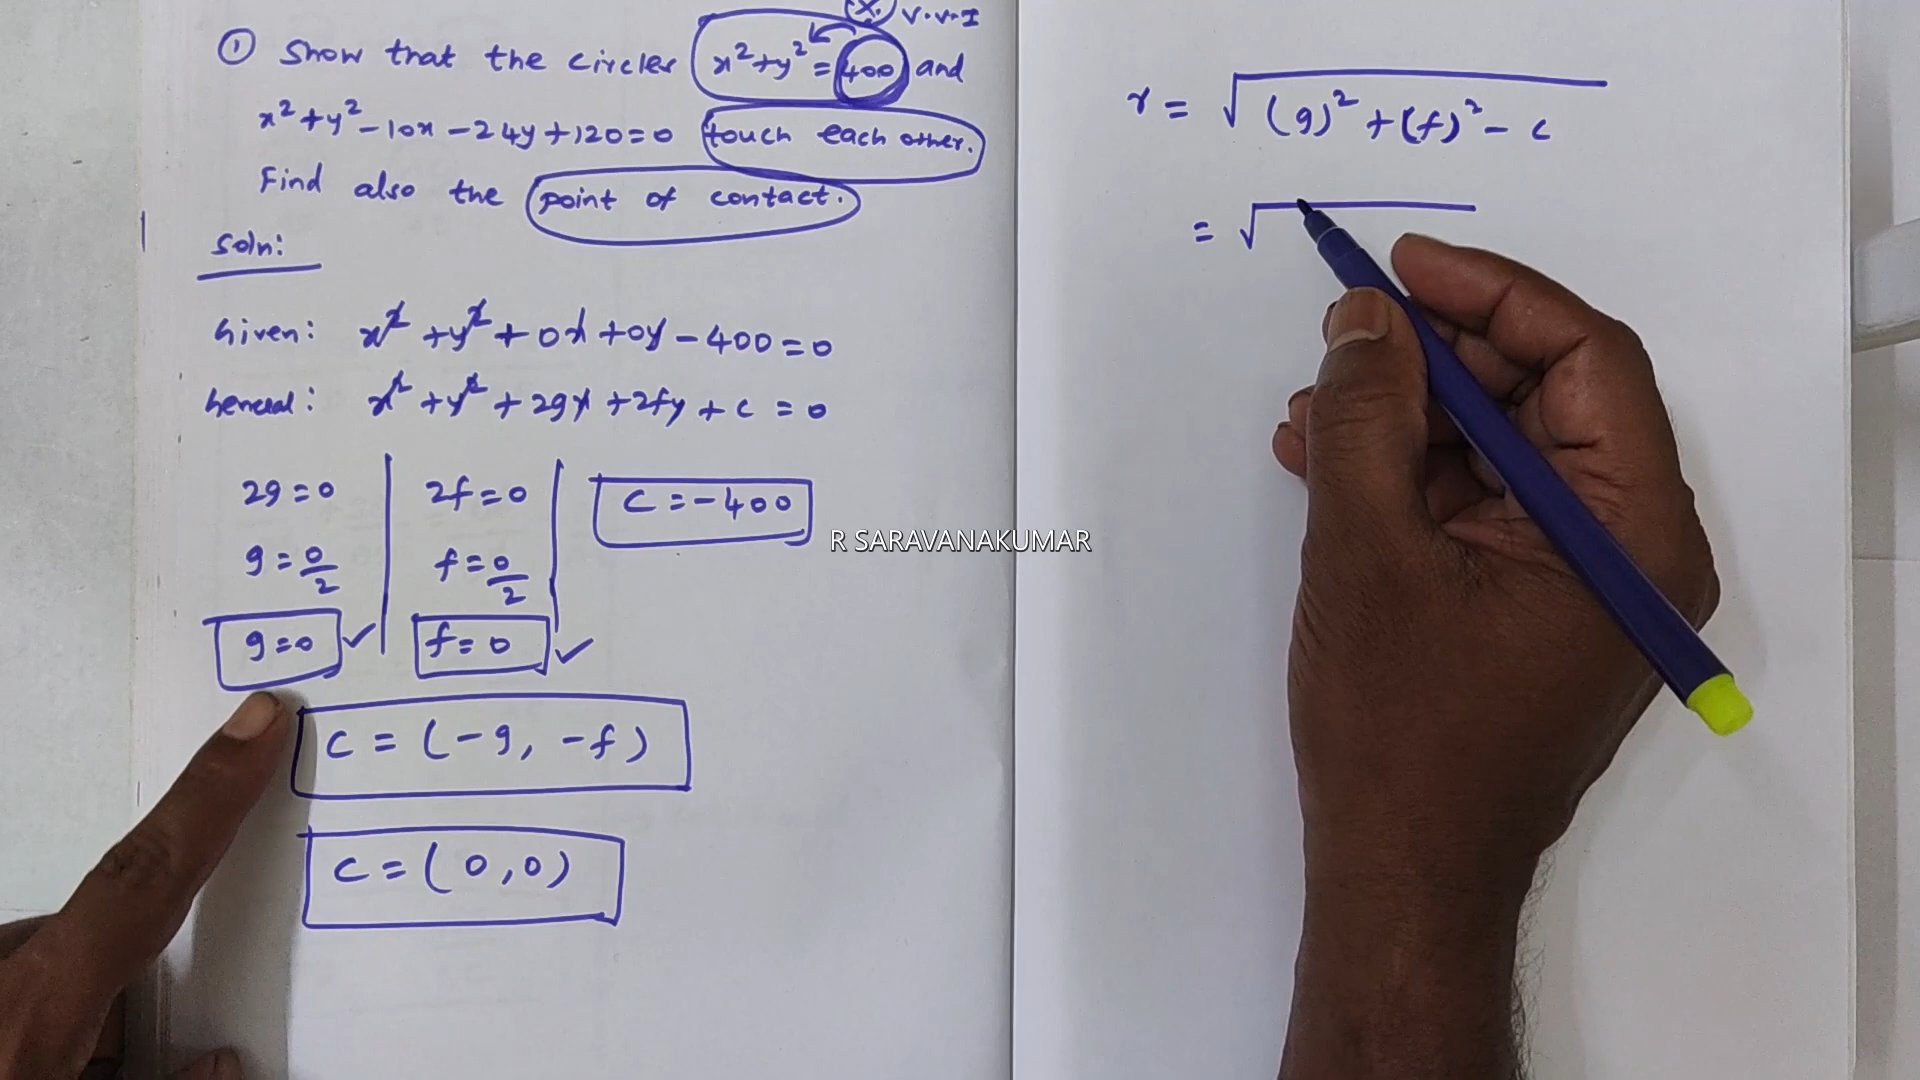 (X.) V.V.I
① Show that the circles x²+y²=400 and
x²+y²-10x-24y+120=0 touch each other.
Find also the point of contact.
Soln:
Given: x²+y²+0x+0y-400=0
General: x²+y²+2gx+2fy+c=0
2g=0 2f=0 C=-400
g=0/2 f=0/2
g=0 ✓ f=0 ✓
C=(-g, -f)
C=(0,0)
r = √(g)²+(f)²-c
= √
R SARAVANAKUMAR